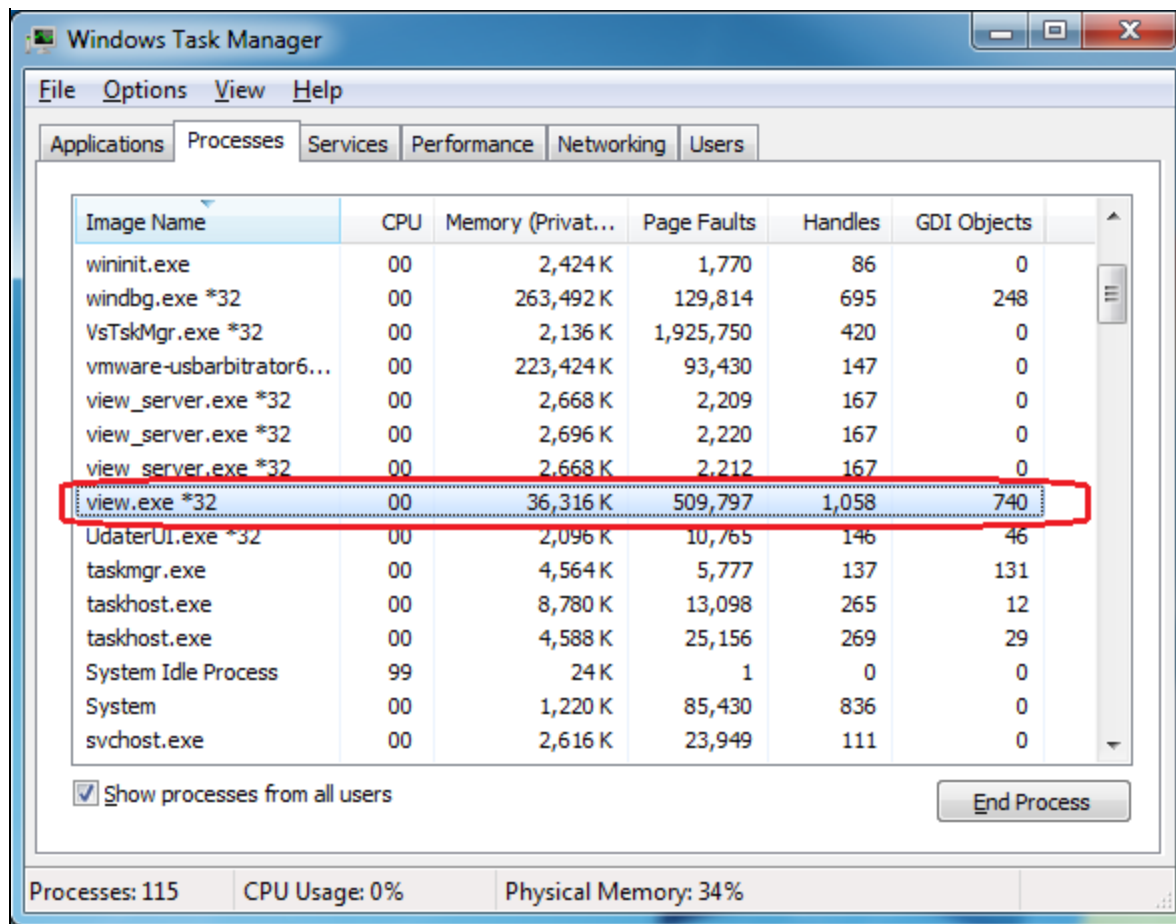 Windows Task Manager
File Options View Help
Applications Processes Services Performance Networking Users
Image Name CPU Memory (Privat... Page Faults Handles GDI Objects
wininit.exe 00 2,424 K 1,770 86 0
windbg.exe *32 00 263,492 K 129,814 695 248
VsTskMgr.exe *32 00 2,136 K 1,925,750 420 0
vmware-usbarbitrator6... 00 223,424 K 93,430 147 0
view_server.exe *32 00 2,668 K 2,209 167 0
view_server.exe *32 00 2,696 K 2,220 167 0
view_server.exe *32 00 2,668 K 2,212 167 0
view.exe *32 00 36,316 K 509,797 1,058 740
UdaterUI.exe *32 00 2,096 K 10,765 146 46
taskmgr.exe 00 4,564 K 5,777 137 131
taskhost.exe 00 8,780 K 13,098 265 12
taskhost.exe 00 4,588 K 25,156 269 29
System Idle Process 99 24 K 1 0 0
System 00 1,220 K 85,430 836 0
svchost.exe 00 2,616 K 23,949 111 0
Show processes from all users
End Process
Processes: 115 CPU Usage: 0% Physical Memory: 34%